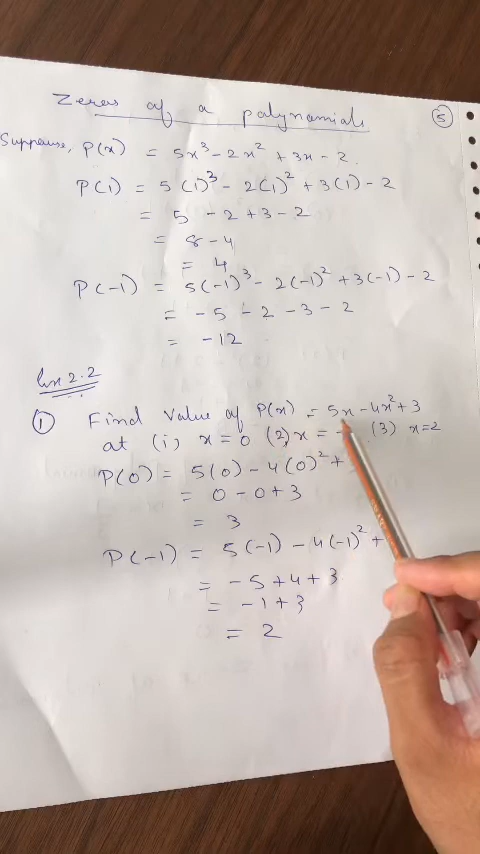 Zeros of a polynomials
5
Suppouse, P(x) = 5x³ - 2x² + 3x - 2
P(1) = 5(1)³ - 2(1)² + 3(1) - 2
= 5 - 2 + 3 - 2
= 8 - 4
= 4
P(-1) = 5(-1)³ - 2(-1)² + 3(-1) - 2
= - 5 - 2 - 3 - 2
= -12
2.2
① Find Value of P(x) = 5x - 4x² + 3
at (i) x = 0 (2) x = - (3) x = 2
P(0) = 5(0) - 4(0)² +
= 0 - 0 + 3
= 3
P(-1) = 5(-1) - 4(-1)² +
= - 5 + 4 + 3
= -1 + 3
= 2